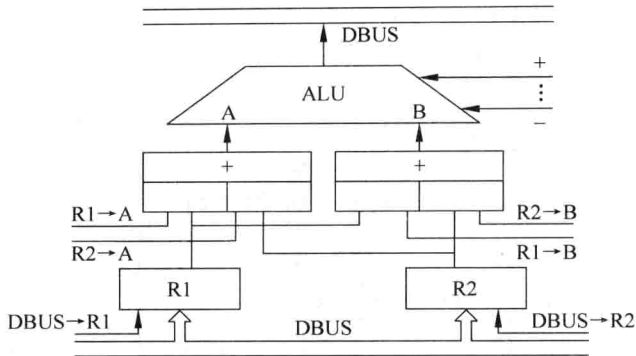 DBUS
+
ALU
⋮
A
B
−
+
+
R1→A
R2→B
R2→A
R1→B
R1
R2
DBUS→R1
DBUS
DBUS→R2